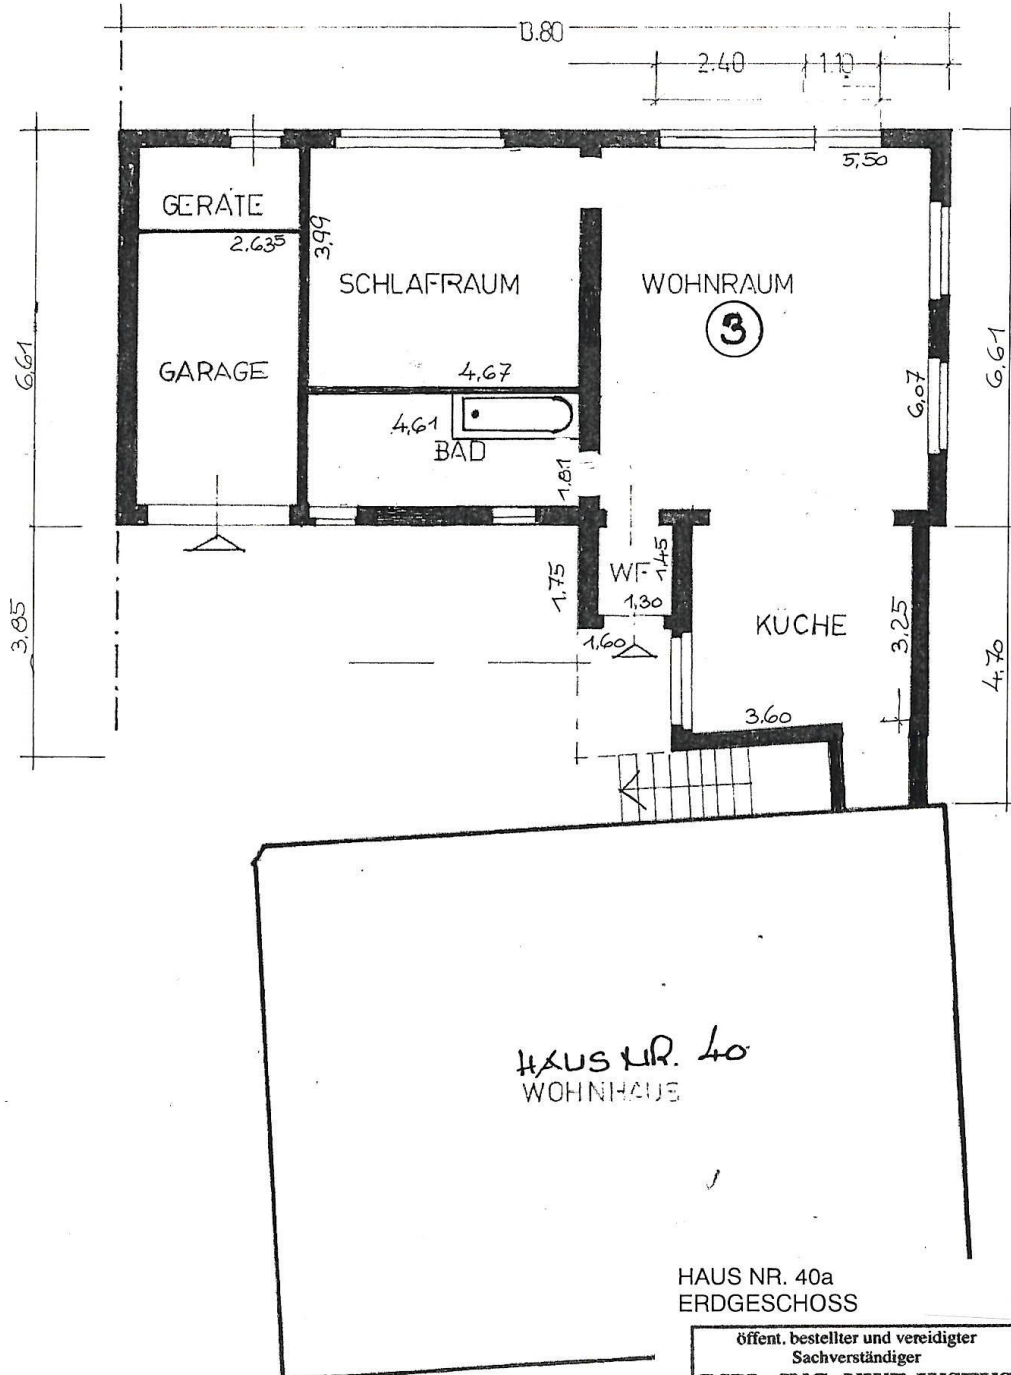 13.80
2.40
1.10
5,50
GERÄTE
2.63⁵
3,99
SCHLAFRAUM
WOHNRAUM
3
6,61
6,61
GARAGE
4,67
6,07
4,61
BAD
1.81
WF
1,45
1,75
1,30
KÜCHE
3,25
3,85
1,60
4.70
3.60
HAUS NR. 40
WOHNHAUS
HAUS NR. 40a
ERDGESCHOSS
öffent. bestellter und vereidigter
Sachverständiger